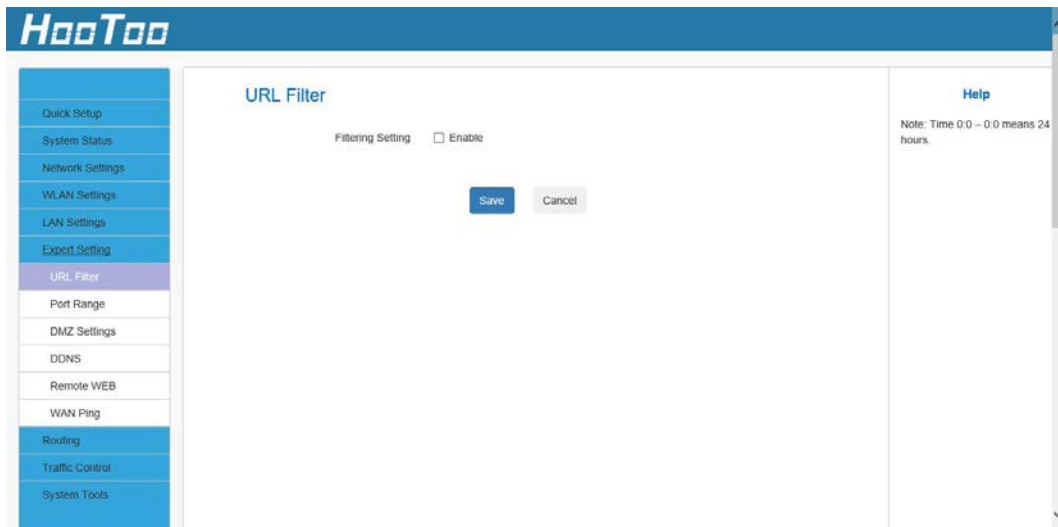 HooToo
Quick Setup
System Status
Network Settings
WLAN Settings
LAN Settings
Expert Setting
URL Filter
Port Range
DMZ Settings
DDNS
Remote WEB
WAN Ping
Routing
Traffic Control
System Tools
URL Filter
Filtering Setting Enable
Save Cancel
Help
Note: Time 0:0 – 0:0 means 24
hours.